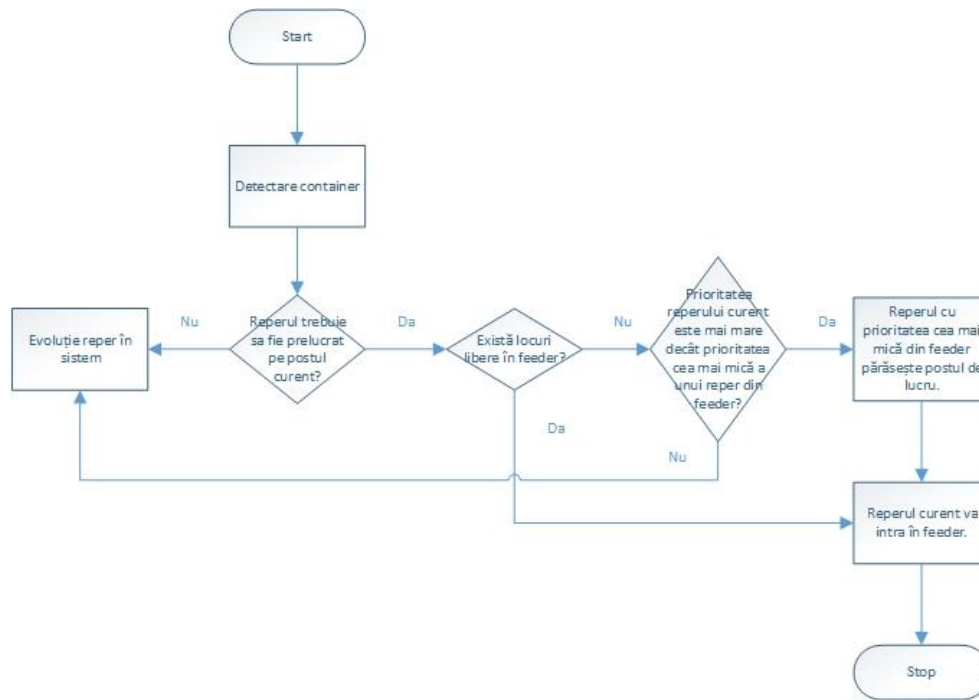 Start
Detectare container
Nu
Reperul trebuie
sa fie prelucrat
pe postul
curent?
Da
Evoluție reper în
sistem
Există locuri
libere în feeder?
Nu
Prioritatea
reperului curent
este mai mare
decât prioritatea
cea mai mică a
unui reper din
feeder?
Da
Reperul cu
prioritatea cea mai
mică din feeder
părăsește postul de
lucru.
Da
Nu
Reperul curent va
intra în feeder.
Stop